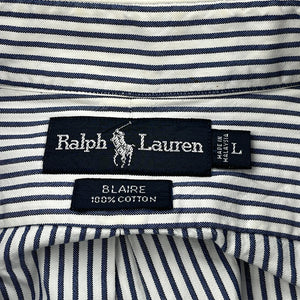 Ralph Lauren
MADE IN
MALAYSIA
L
BLAIRE
100% COTTON